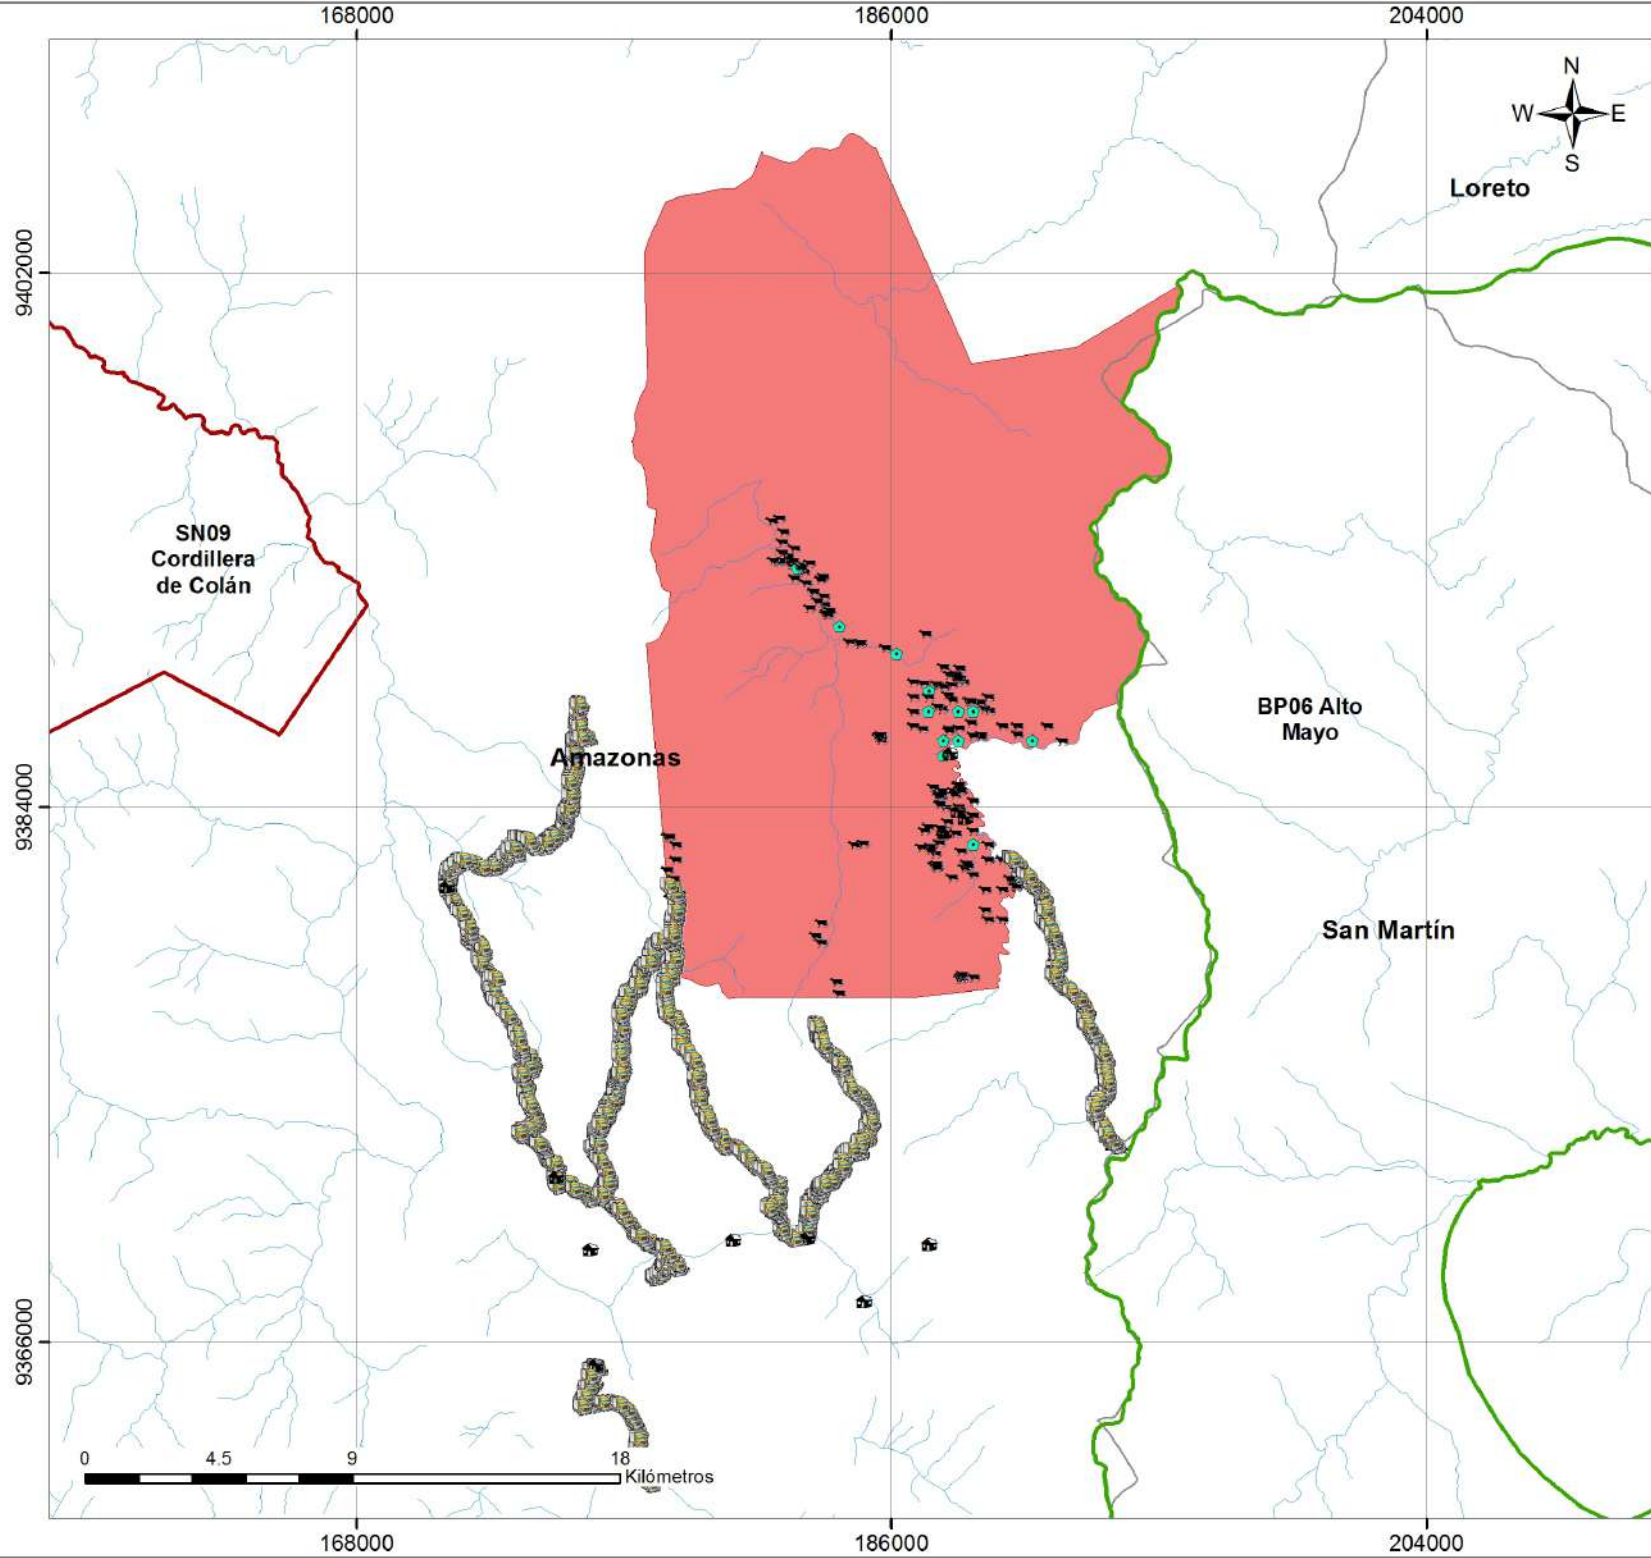 168000
186000
204000
N
W
E
S
Loreto
9402000
SN09
Cordillera
de Colán
BP06 Alto
Mayo
Amazonas
9384000
San Martín
9366000
0
4.5
9
18
Kilómetros
168000
186000
204000